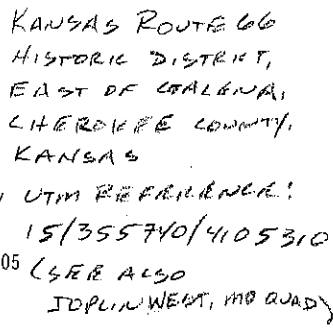 KANSAS ROUTE 66
HISTORIC DISTRICT,
EAST OF GALENA,
CHEROKEE COUNTY,
KANSAS
UTM REFERENCE:
15/355740/4105310
05 (SEE ALSO
JOPLIN WEST, MO QUAD)